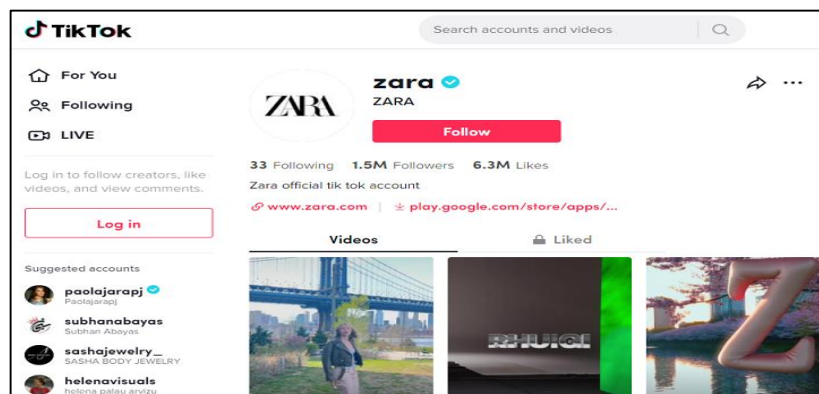 TikTok
Search accounts and videos
For You
Following
LIVE
Log in to follow creators, like
videos, and view comments.
Log in
Suggested accounts
paolajarapj
Paolajarapj
subhanabayas
Subhan Abayas
sashajewelry_
SASHA BODY JEWELRY
helenavisuals
helena palau arvizu
ZARA
zara
ZARA
Follow
33 Following 1.5M Followers 6.3M Likes
Zara official tik tok account
www.zara.com | play.google.com/store/apps/...
Videos
Liked
RHUIGI
Z